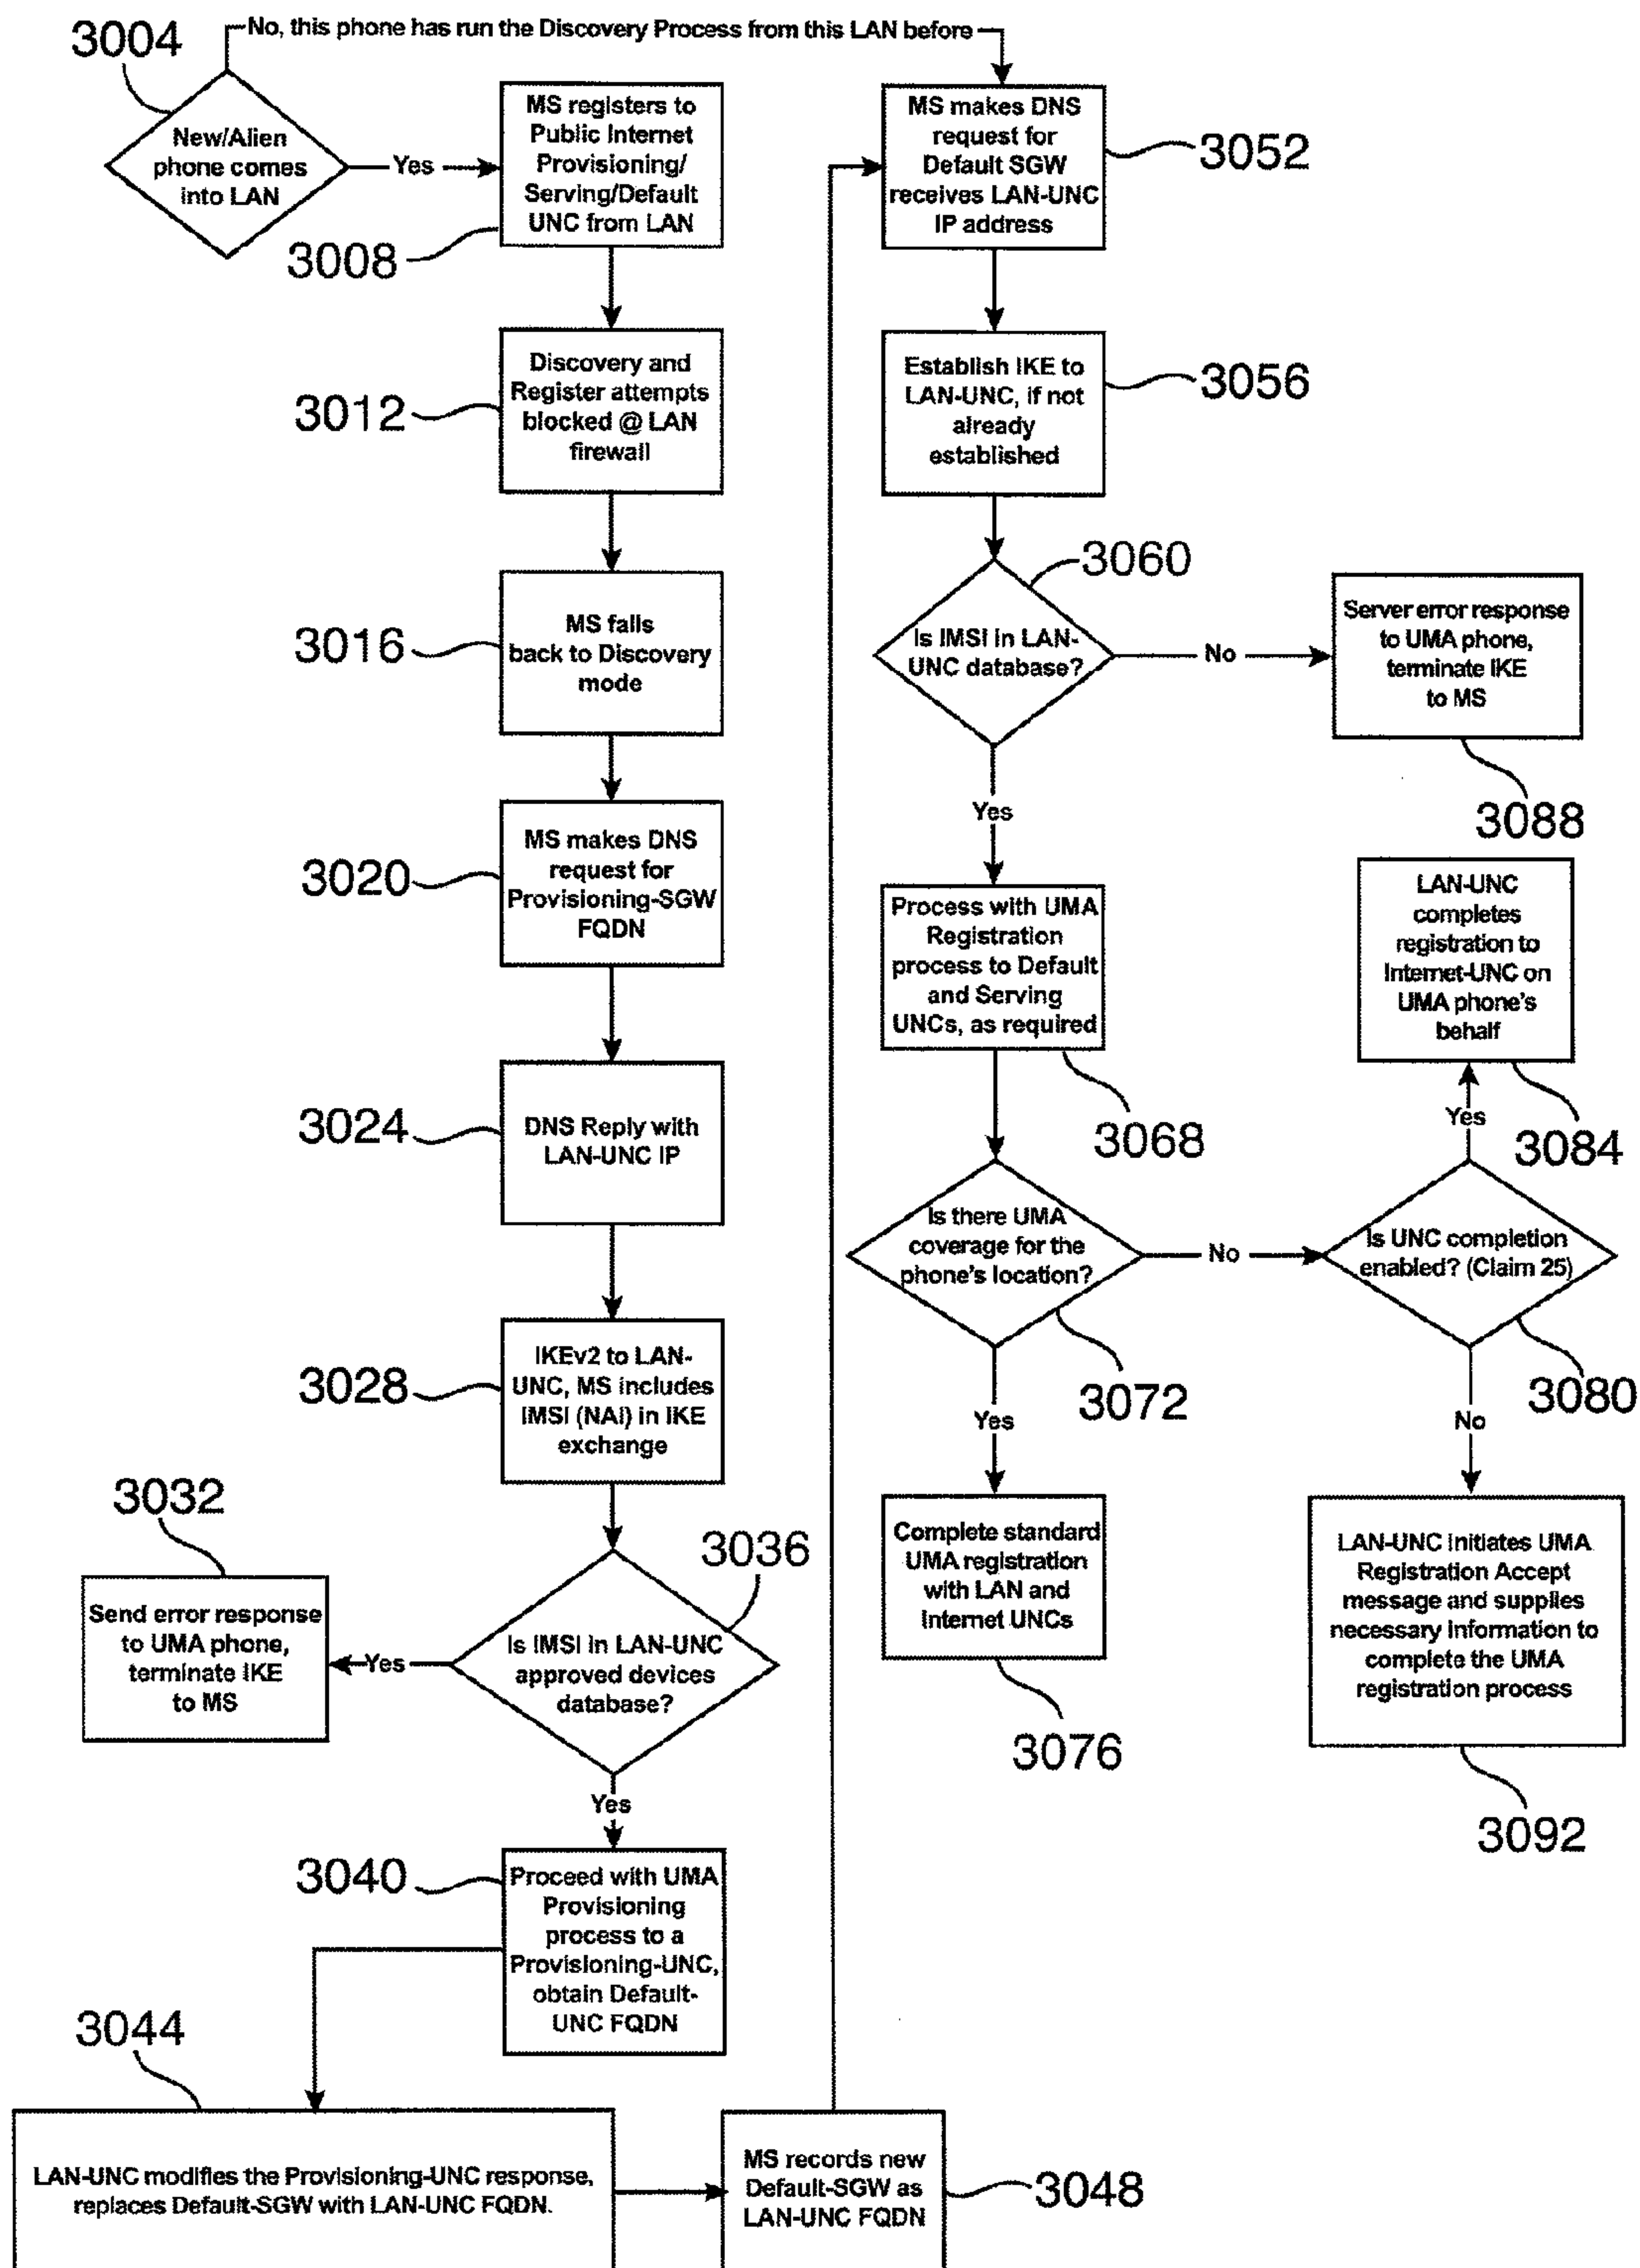 3004
No, this phone has run the Discovery Process from this LAN before
New/Alien
phone comes
into LAN
Yes
MS registers to
Public Internet
Provisioning/
Serving/Default
UNC from LAN
3008
Discovery and
Register attempts
blocked @ LAN
firewall
3012
MS falls
back to Discovery
mode
3016
MS makes DNS
request for
Provisioning-SGW
FQDN
3020
DNS Reply with
LAN-UNC IP
3024
IKEv2 to LAN-
UNC, MS includes
IMSI (NAI) in IKE
exchange
3028
3032
Send error response
to UMA phone,
terminate IKE
to MS
Yes
3036
Is IMSI in LAN-UNC
approved devices
database?
Yes
3040
Proceed with UMA
Provisioning
process to a
Provisioning-UNC,
obtain Default-
UNC FQDN
3044
LAN-UNC modifies the Provisioning-UNC response,
replaces Default-SGW with LAN-UNC FQDN.
MS records new
Default-SGW as
LAN-UNC FQDN
3048
MS makes DNS
request for
Default SGW
receives LAN-UNC
IP address
3052
Establish IKE to
LAN-UNC, if not
already
established
3056
3060
Is IMSI in LAN-
UNC database?
No
Server error response
to UMA phone,
terminate IKE
to MS
3088
Yes
Process with UMA
Registration
process to Default
and Serving
UNCs, as required
3068
Is there UMA
coverage for the
phone's location?
3072
No
Is UNC completion
enabled? (Claim 25)
3080
Yes
LAN-UNC
completes
registration to
Internet-UNC on
UMA phone's
behalf
3084
Yes
Complete standard
UMA registration
with LAN and
Internet UNCs
3076
No
LAN-UNC initiates UMA
Registration Accept
message and supplies
necessary information to
complete the UMA
registration process
3092